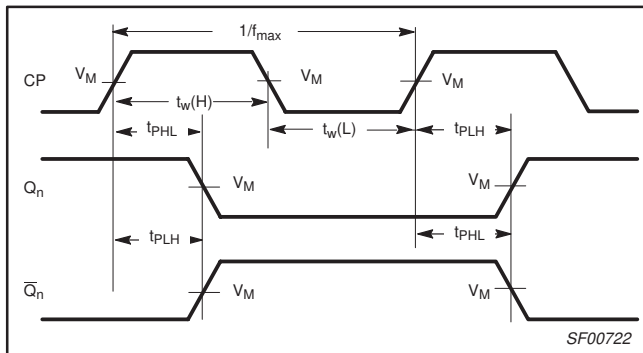 1/fmax
CP
VM VM VM
tw(H)
tPHL tw(L) tPLH
Qn VM VM
tPLH tPHL
Q̅n VM VM
SF00722